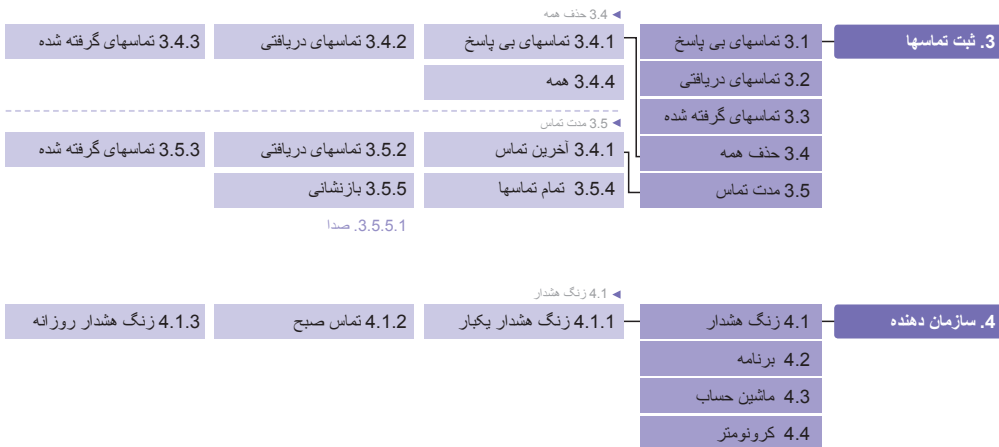 ◄ 3.4 حذف همه
3. ثبت تماسها
3.1 تماسهای بی پاسخ
3.4.1 تماسهای بی پاسخ
3.4.2 تماسهای دریافتی
3.4.3 تماسهای گرفته شده
3.2 تماسهای دریافتی
3.4.4 همه
3.3 تماسهای گرفته شده
◄ 3.5 مدت تماس
3.4 حذف همه
3.4.1 آخرین تماس
3.5.2 تماسهای دریافتی
3.5.3 تماسهای گرفته شده
3.5 مدت تماس
3.5.4 تمام تماسها
3.5.5 بازنشانی
3.5.5.1. صدا
◄ 4.1 زنگ هشدار
4. سازمان دهنده
4.1 زنگ هشدار
4.1.1 زنگ هشدار یکبار
4.1.2 تماس صبح
4.1.3 زنگ هشدار روزانه
4.2 برنامه
4.3 ماشین حساب
4.4 کرونومتر